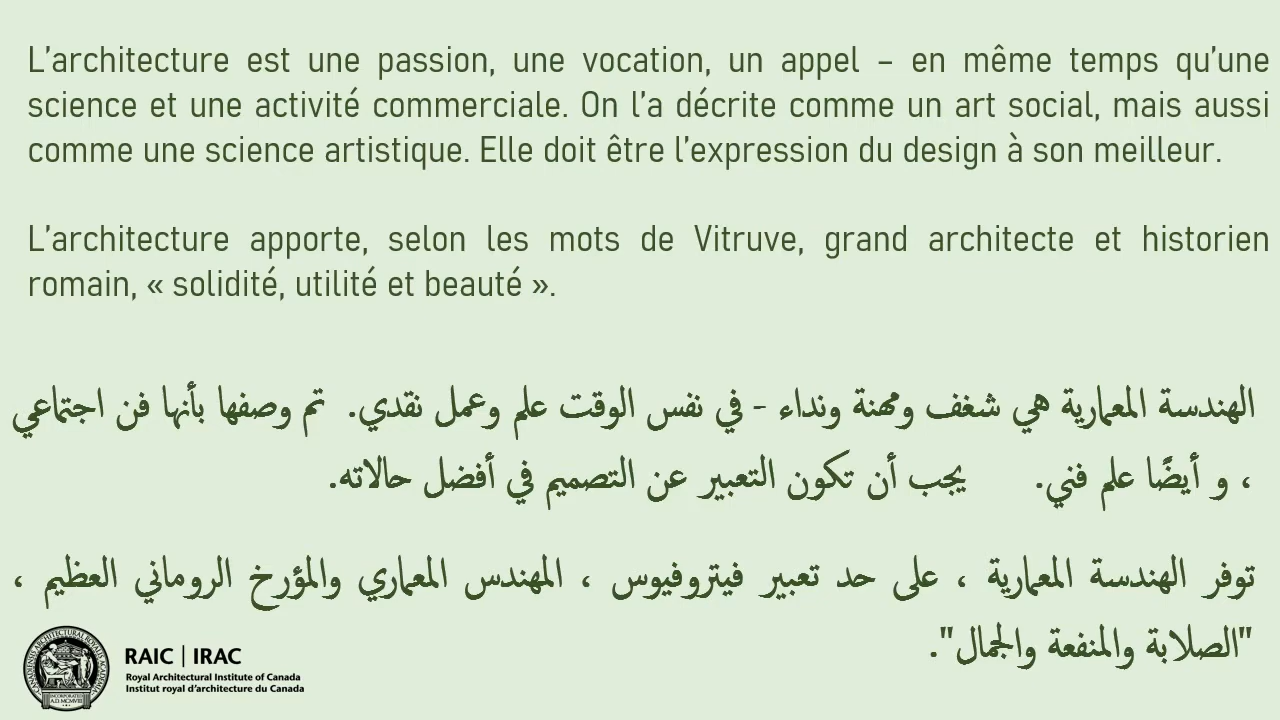 L’architecture est une passion, une vocation, un appel – en même temps qu’une
science et une activité commerciale. On l’a décrite comme un art social, mais aussi
comme une science artistique. Elle doit être l’expression du design à son meilleur.
L’architecture apporte, selon les mots de Vitruve, grand architecte et historien
romain, « solidité, utilité et beauté ».
الهندسة المعمارية هي شغف ومهنة ونداء - في نفس الوقت علم وعمل نقدي. تم وصفها بأنها فن اجتماعي
، و أيضًا علم فني. يجب أن تكون التعبير عن التصميم في أفضل حالاته.
توفر الهندسة المعمارية ، على حد تعبير فيتروفيوس ، المهندس المعماري والمؤرخ الروماني العظيم ،
"الصلابة والمنفعة والجمال".
RAIC | IRAC
Royal Architectural Institute of Canada
Institut royal d’architecture du Canada
INCORPORATED
A.D. MCMVIII